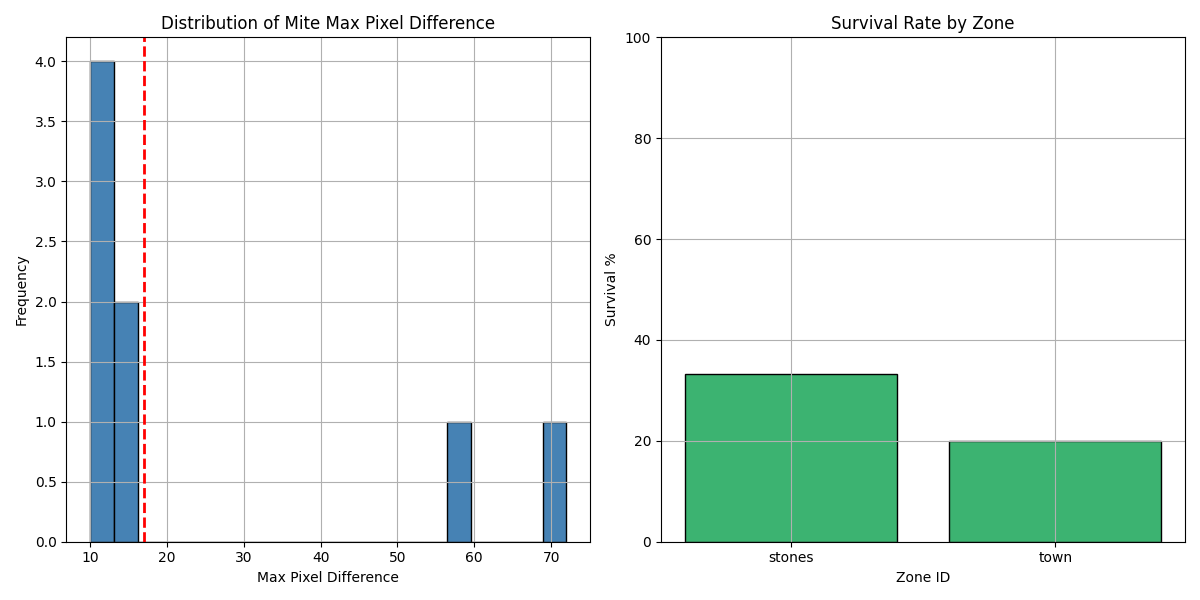 Distribution of Mite Max Pixel Difference
4.0
3.5
3.0
2.5
2.0
1.5
1.0
0.5
0.0
Frequency
10 20 30 40 50 60 70
Max Pixel Difference
Survival Rate by Zone
100
80
60
40
20
0
Survival %
stones town
Zone ID